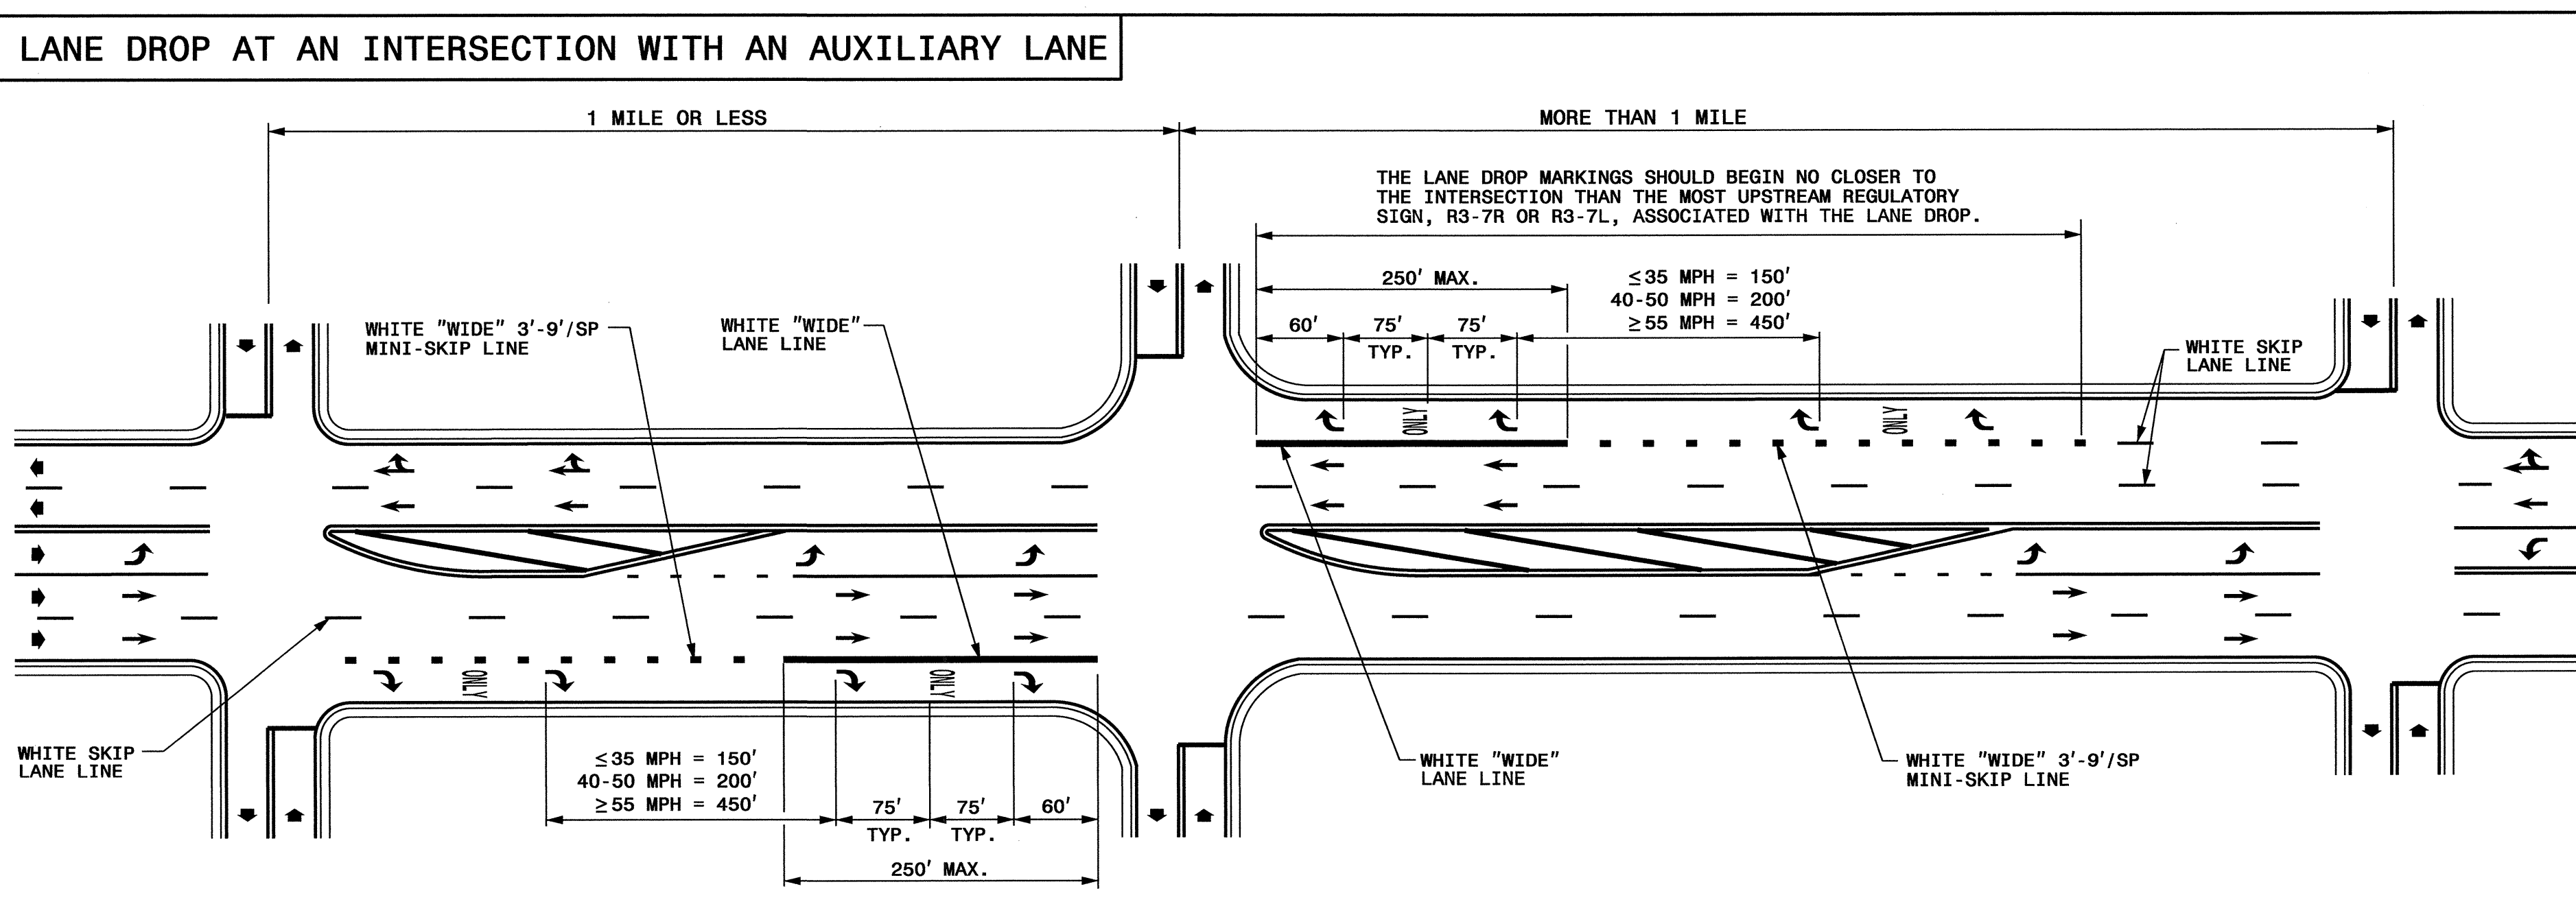 LANE DROP AT AN INTERSECTION WITH AN AUXILIARY LANE
1 MILE OR LESS
MORE THAN 1 MILE
THE LANE DROP MARKINGS SHOULD BEGIN NO CLOSER TO
THE INTERSECTION THAN THE MOST UPSTREAM REGULATORY
SIGN, R3-7R OR R3-7L, ASSOCIATED WITH THE LANE DROP.
250' MAX.
≤35 MPH = 150'
40-50 MPH = 200'
≥55 MPH = 450'
60'
75'
TYP.
75'
TYP.
WHITE "WIDE" 3'-9'/SP
MINI-SKIP LINE
WHITE "WIDE"
LANE LINE
WHITE SKIP
LANE LINE
ONLY
ONLY
ONLY
ONLY
WHITE SKIP
LANE LINE
≤35 MPH = 150'
40-50 MPH = 200'
≥55 MPH = 450'
75'
TYP.
75'
TYP.
60'
250' MAX.
WHITE "WIDE"
LANE LINE
WHITE "WIDE" 3'-9'/SP
MINI-SKIP LINE